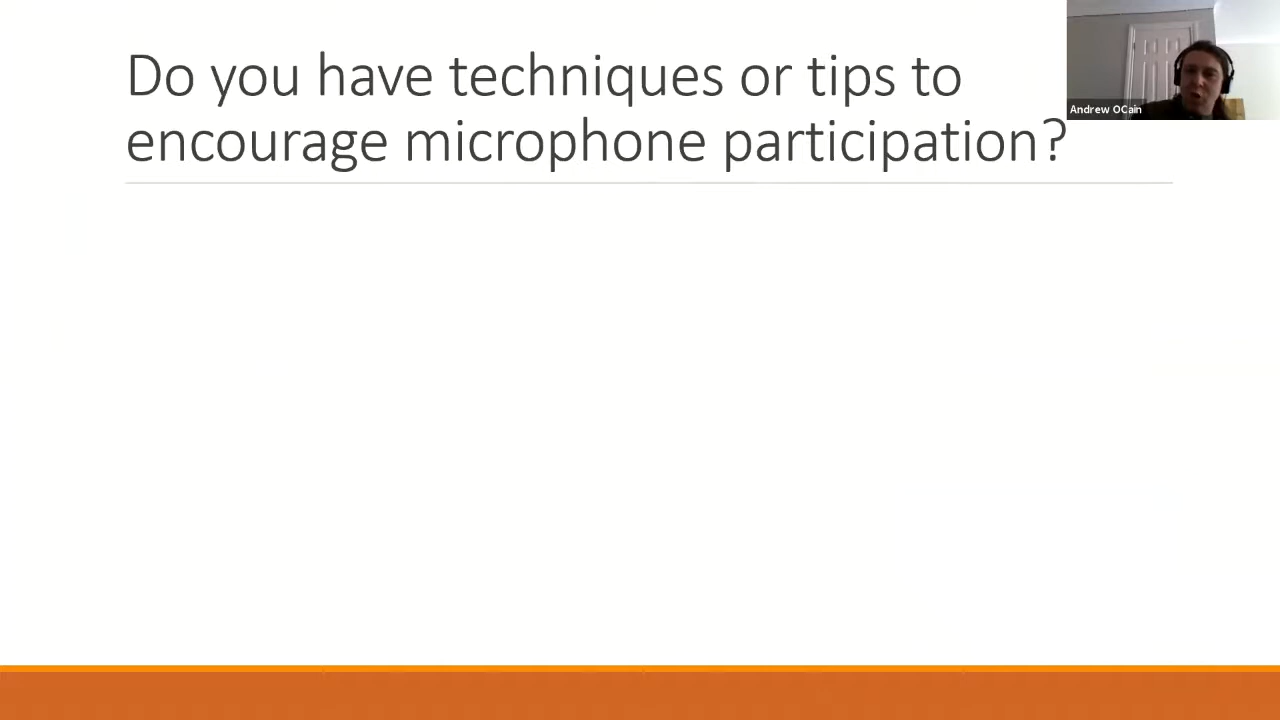 Do you have techniques or tips to
encourage microphone participation?
Andrew OCain